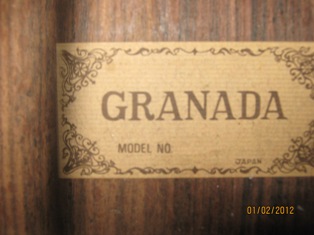 GRANADA
MODEL NO.
JAPAN
01/02/2012